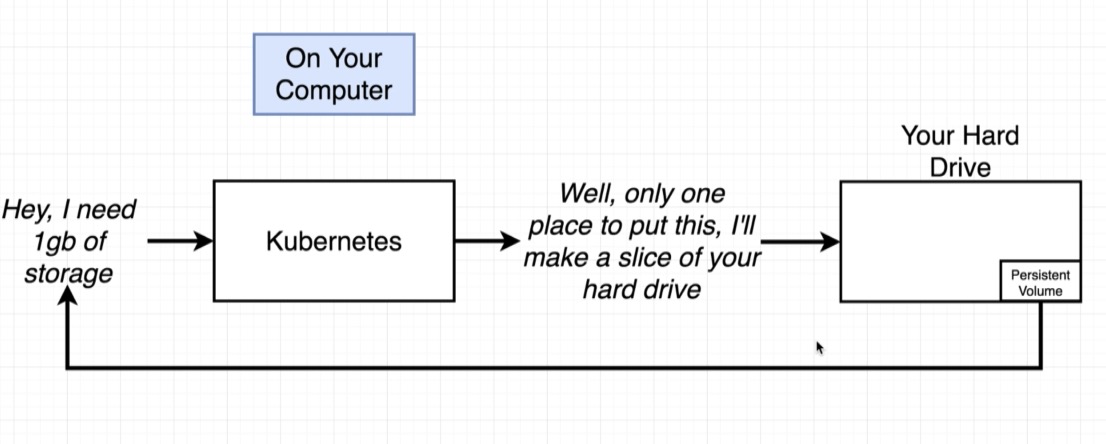 On Your
Computer
Your Hard
Drive
Hey, I need
1gb of
storage
Kubernetes
Well, only one
place to put this, I'll
make a slice of your
hard drive
Persistent
Volume